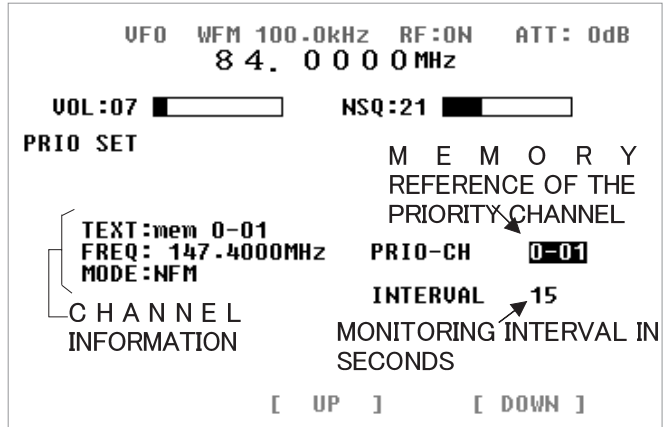 VFO WFM 100.0kHz RF:ON ATT: 0dB
84. 0000MHz
VOL:07 NSQ:21
PRIO SET
MEMORY
REFERENCE OF THE
PRIORITY CHANNEL
TEXT:mem 0-01
FREQ: 147.4000MHz
MODE:NFM
PRIO-CH 0-01
INTERVAL 15
CHANNEL
INFORMATION
MONITORING INTERVAL IN
SECONDS
[ UP ] [ DOWN ]